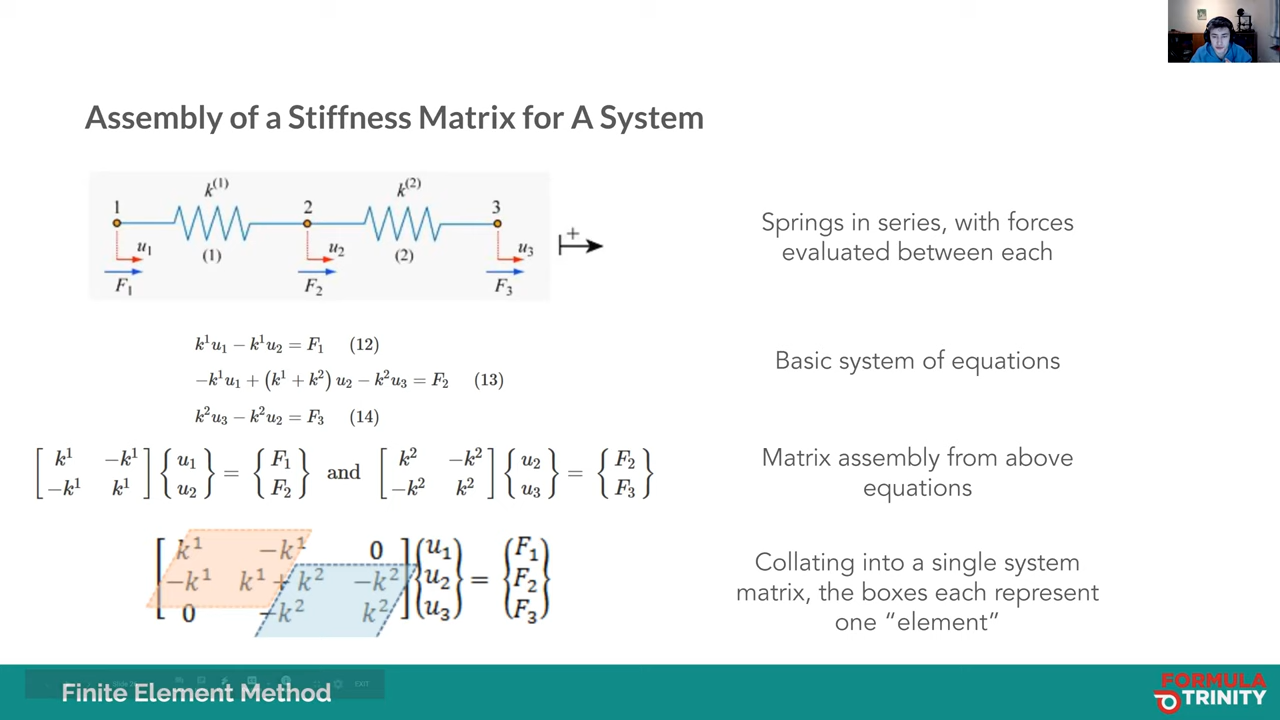 Assembly of a Stiffness Matrix for A System
k⁽¹⁾ k⁽²⁾
1 2 3
u₁ (1) u₂ (2) u₃ +
F₁ F₂ F₃
Springs in series, with forces
evaluated between each
k¹u₁ − k¹u₂ = F₁ (12)
−k¹u₁ + (k¹ + k²) u₂ − k²u₃ = F₂ (13)
k²u₃ − k²u₂ = F₃ (14)
Basic system of equations
[ k¹ −k¹ ] { u₁ } = { F₁ } and [ k² −k² ] { u₂ } = { F₂ }
[ −k¹ k¹ ] { u₂ } { F₂ } [ −k² k² ] { u₃ } { F₃ }
Matrix assembly from above
equations
[ k¹ −k¹ 0 ] { u₁ } { F₁ }
[ −k¹ k¹ + k² −k² ] { u₂ } = { F₂ }
[ 0 −k² k² ] { u₃ } { F₃ }
Collating into a single system
matrix, the boxes each represent
one “element”
EXIT
Finite Element Method
FORMULA
TRINITY